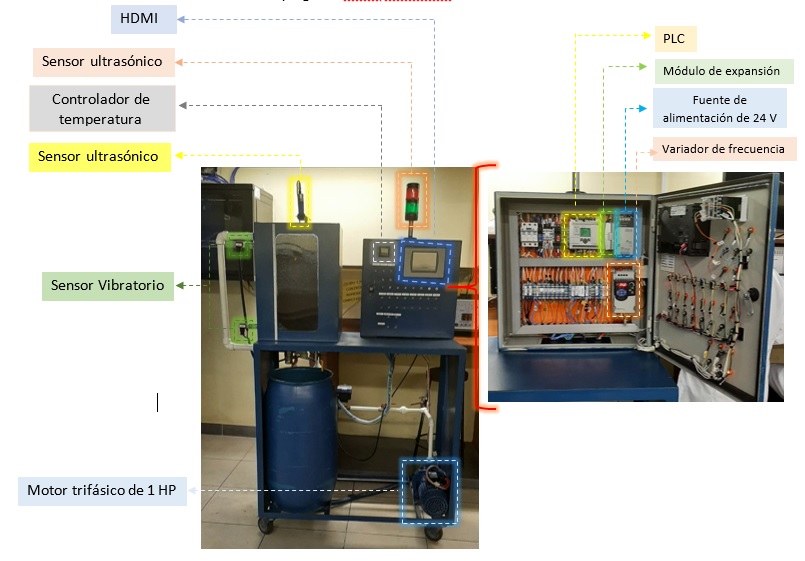 HDMI
Sensor ultrasónico
Controlador de
temperatura
Sensor ultrasónico
Sensor Vibratorio
Motor trifásico de 1 HP
PLC
Módulo de expansión
Fuente de
alimentación de 24 V
Variador de frecuencia